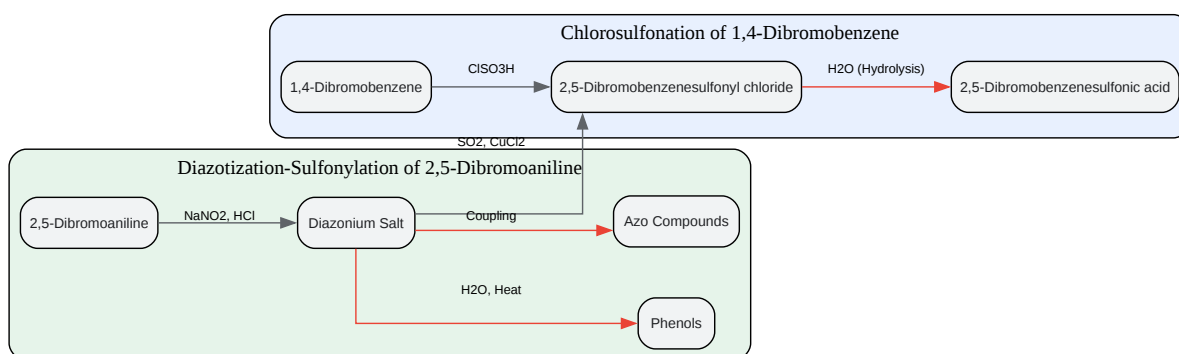 Chlorosulfonation of 1,4-Dibromobenzene
ClSO3H
H2O (Hydrolysis)
1,4-Dibromobenzene
2,5-Dibromobenzenesulfonyl chloride
2,5-Dibromobenzenesulfonic acid
SO2, CuCl2
Diazotization-Sulfonylation of 2,5-Dibromoaniline
2,5-Dibromoaniline
NaNO2, HCl
Diazonium Salt
Coupling
Azo Compounds
H2O, Heat
Phenols